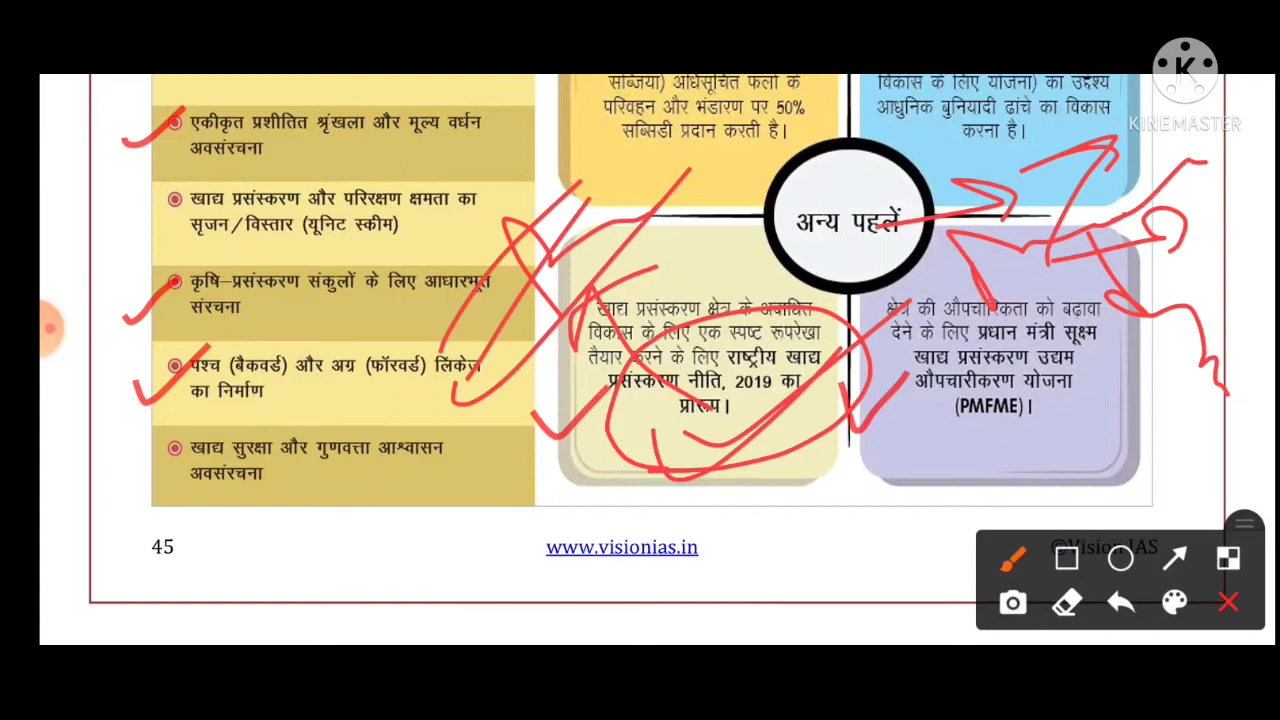 एकीकृत प्रशीतित श्रृंखला और मूल्य वर्धन
अवसंरचना
खाद्य प्रसंस्करण और परिरक्षण क्षमता का
सृजन/विस्तार (यूनिट स्कीम)
कृषि-प्रसंस्करण संकुलों के लिए आधारभूत
संरचना
पश्च (बैकवर्ड) और अग्र (फॉरवर्ड) लिंकेज
का निर्माण
खाद्य सुरक्षा और गुणवत्ता आश्वासन
अवसंरचना
सब्जियां) अधिसूचित फलों के
परिवहन और भंडारण पर 50%
सब्सिडी प्रदान करती है।
विकास के लिए योजना) का उद्देश्य
आधुनिक बुनियादी ढांचे का विकास
करना है।
अन्य पहलें
खाद्य प्रसंस्करण क्षेत्र के अबाधित
विकास के लिए एक स्पष्ट रूपरेखा
तैयार करने के लिए राष्ट्रीय खाद्य
प्रसंस्करण नीति, 2019 का
प्रारूप।
क्षेत्र की औपचारिकता को बढ़ावा
देने के लिए प्रधान मंत्री सूक्ष्म
खाद्य प्रसंस्करण उद्यम
औपचारीकरण योजना
(PMFME)।
45
www.visionias.in
©Vision IAS
K
KINEMASTER